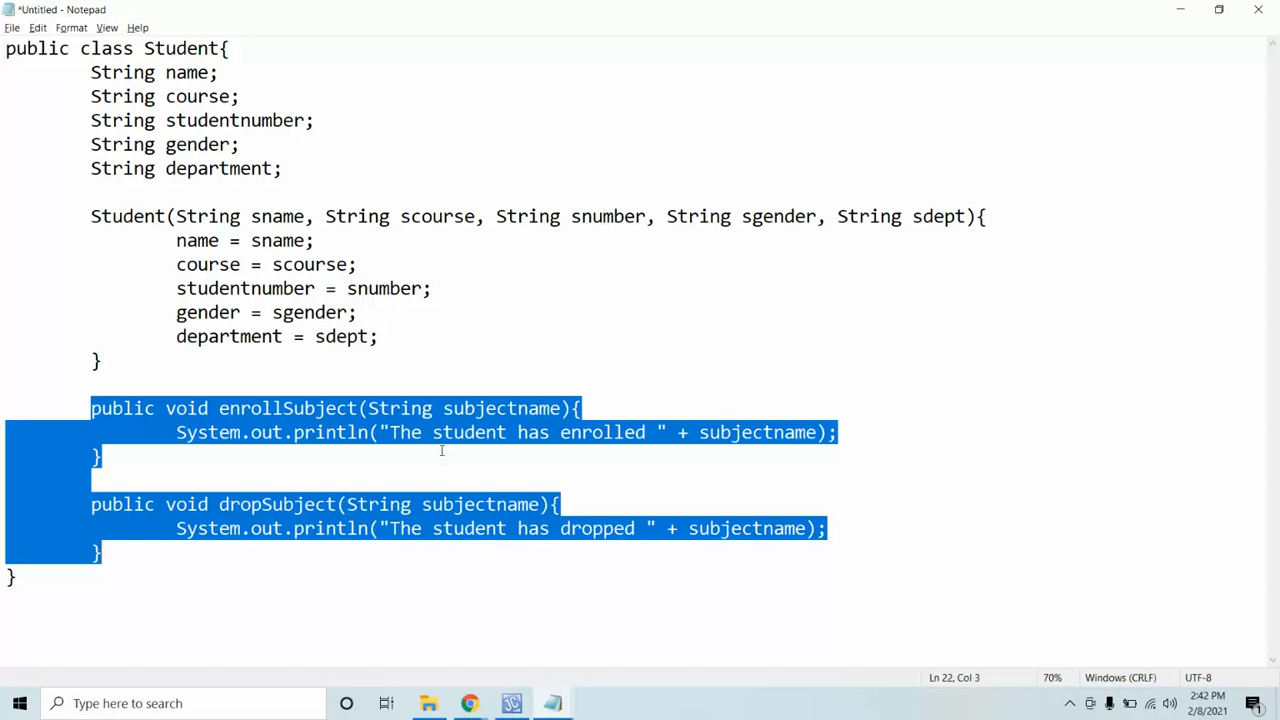 *Untitled - Notepad
File Edit Format View Help
public class Student{
String name;
String course;
String studentnumber;
String gender;
String department;
Student(String sname, String scourse, String snumber, String sgender, String sdept){
name = sname;
course = scourse;
studentnumber = snumber;
gender = sgender;
department = sdept;
}
public void enrollSubject(String subjectname){
System.out.println("The student has enrolled " + subjectname);
}
public void dropSubject(String subjectname){
System.out.println("The student has dropped " + subjectname);
}
}
Ln 22, Col 3 70% Windows (CRLF) UTF-8
Type here to search
2:42 PM
2/8/2021
1